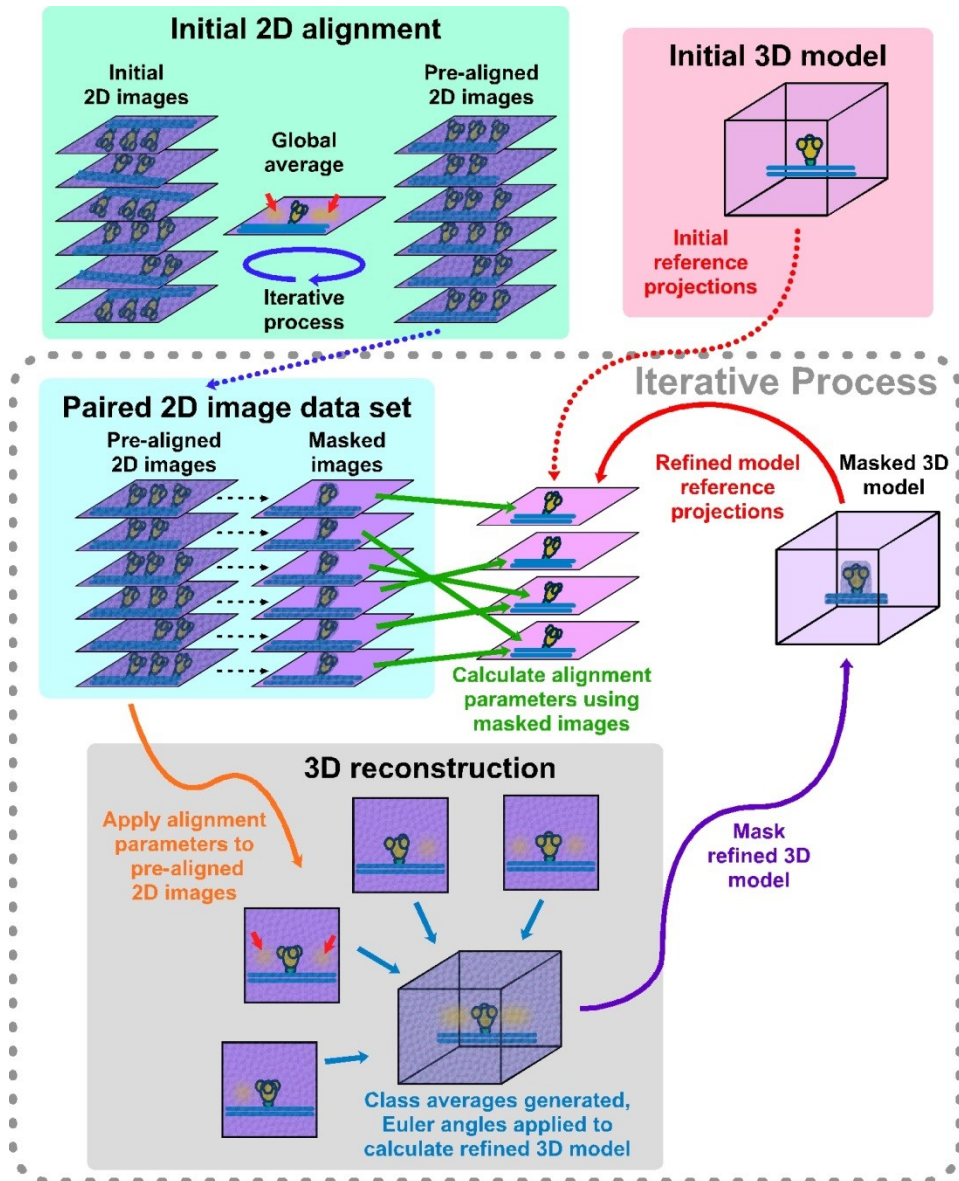 Initial 2D alignment
Initial
2D images
Pre-aligned
2D images
Global
average
Iterative
process
Initial 3D model
Initial
reference
projections
Iterative Process
Paired 2D image data set
Pre-aligned
2D images
Masked
images
Refined model
reference
projections
Masked 3D
model
Calculate alignment
parameters using
masked images
3D reconstruction
Apply alignment
parameters to
pre-aligned
2D images
Mask
refined 3D
model
Class averages generated,
Euler angles applied to
calculate refined 3D model